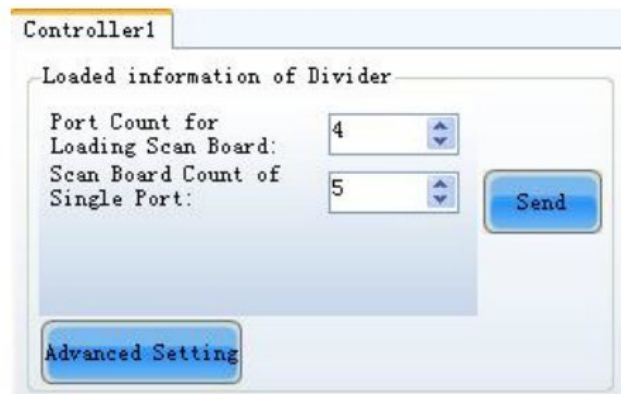 Controller1
Loaded information of Divider
Port Count for
Loading Scan Board:
4
Scan Board Count of
Single Port:
5
Send
Advanced Setting